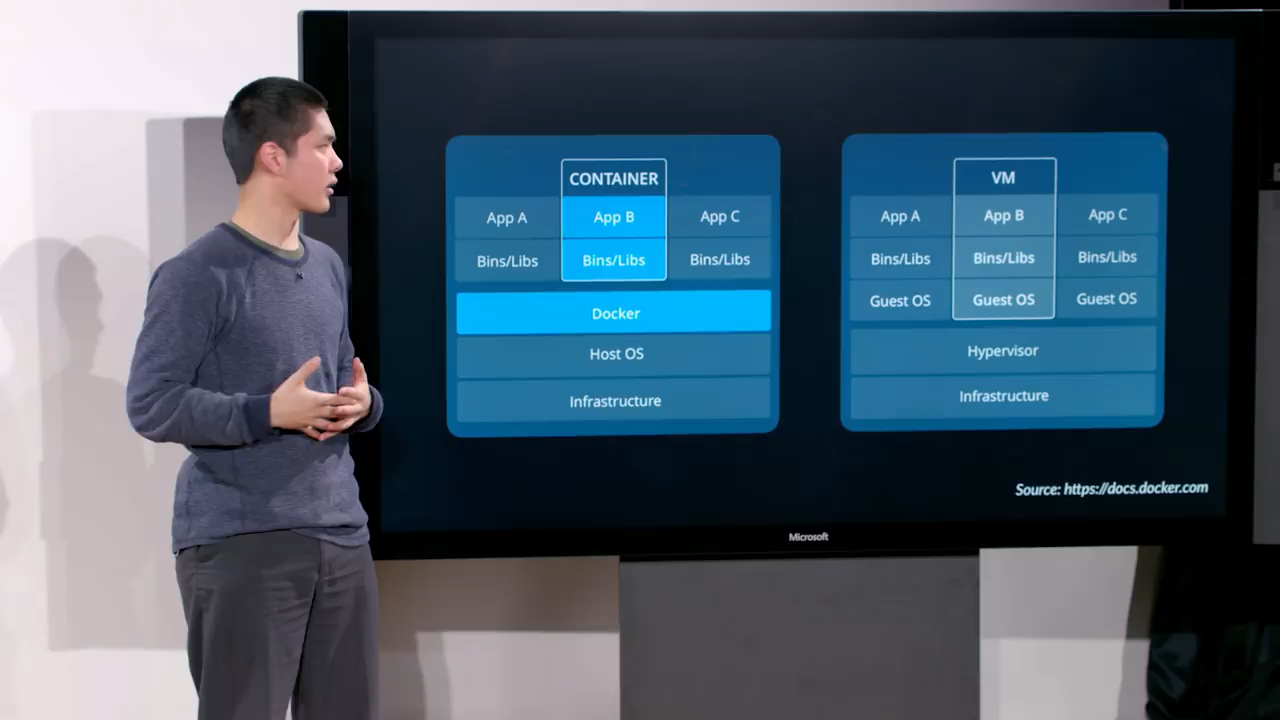 CONTAINER
App A App B App C
Bins/Libs Bins/Libs Bins/Libs
Docker
Host OS
Infrastructure
VM
App A App B App C
Bins/Libs Bins/Libs Bins/Libs
Guest OS Guest OS Guest OS
Hypervisor
Infrastructure
Source: https://docs.docker.com
Microsoft